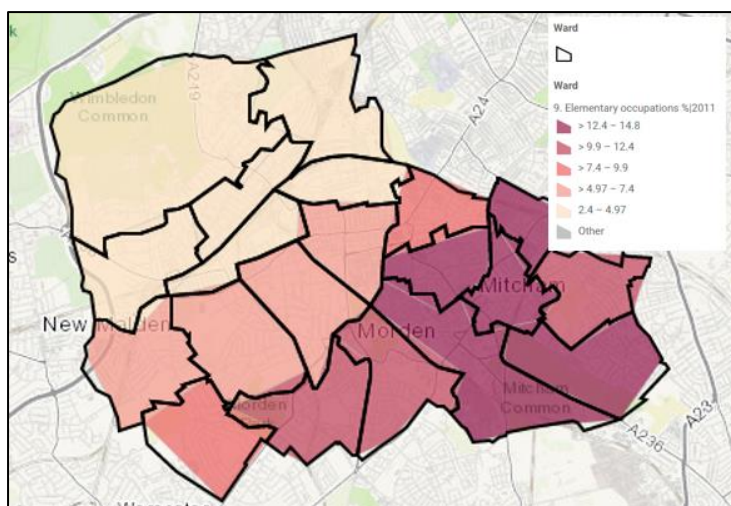 Ward
Ward
9. Elementary occupations %|2011
> 12.4 – 14.8
> 9.9 – 12.4
> 7.4 – 9.9
> 4.97 – 7.4
2.4 – 4.97
Other
Wimbledon
Common
A219
A24
Mitcham
New Malden
Morden
Mitcham
Common
A236
A23